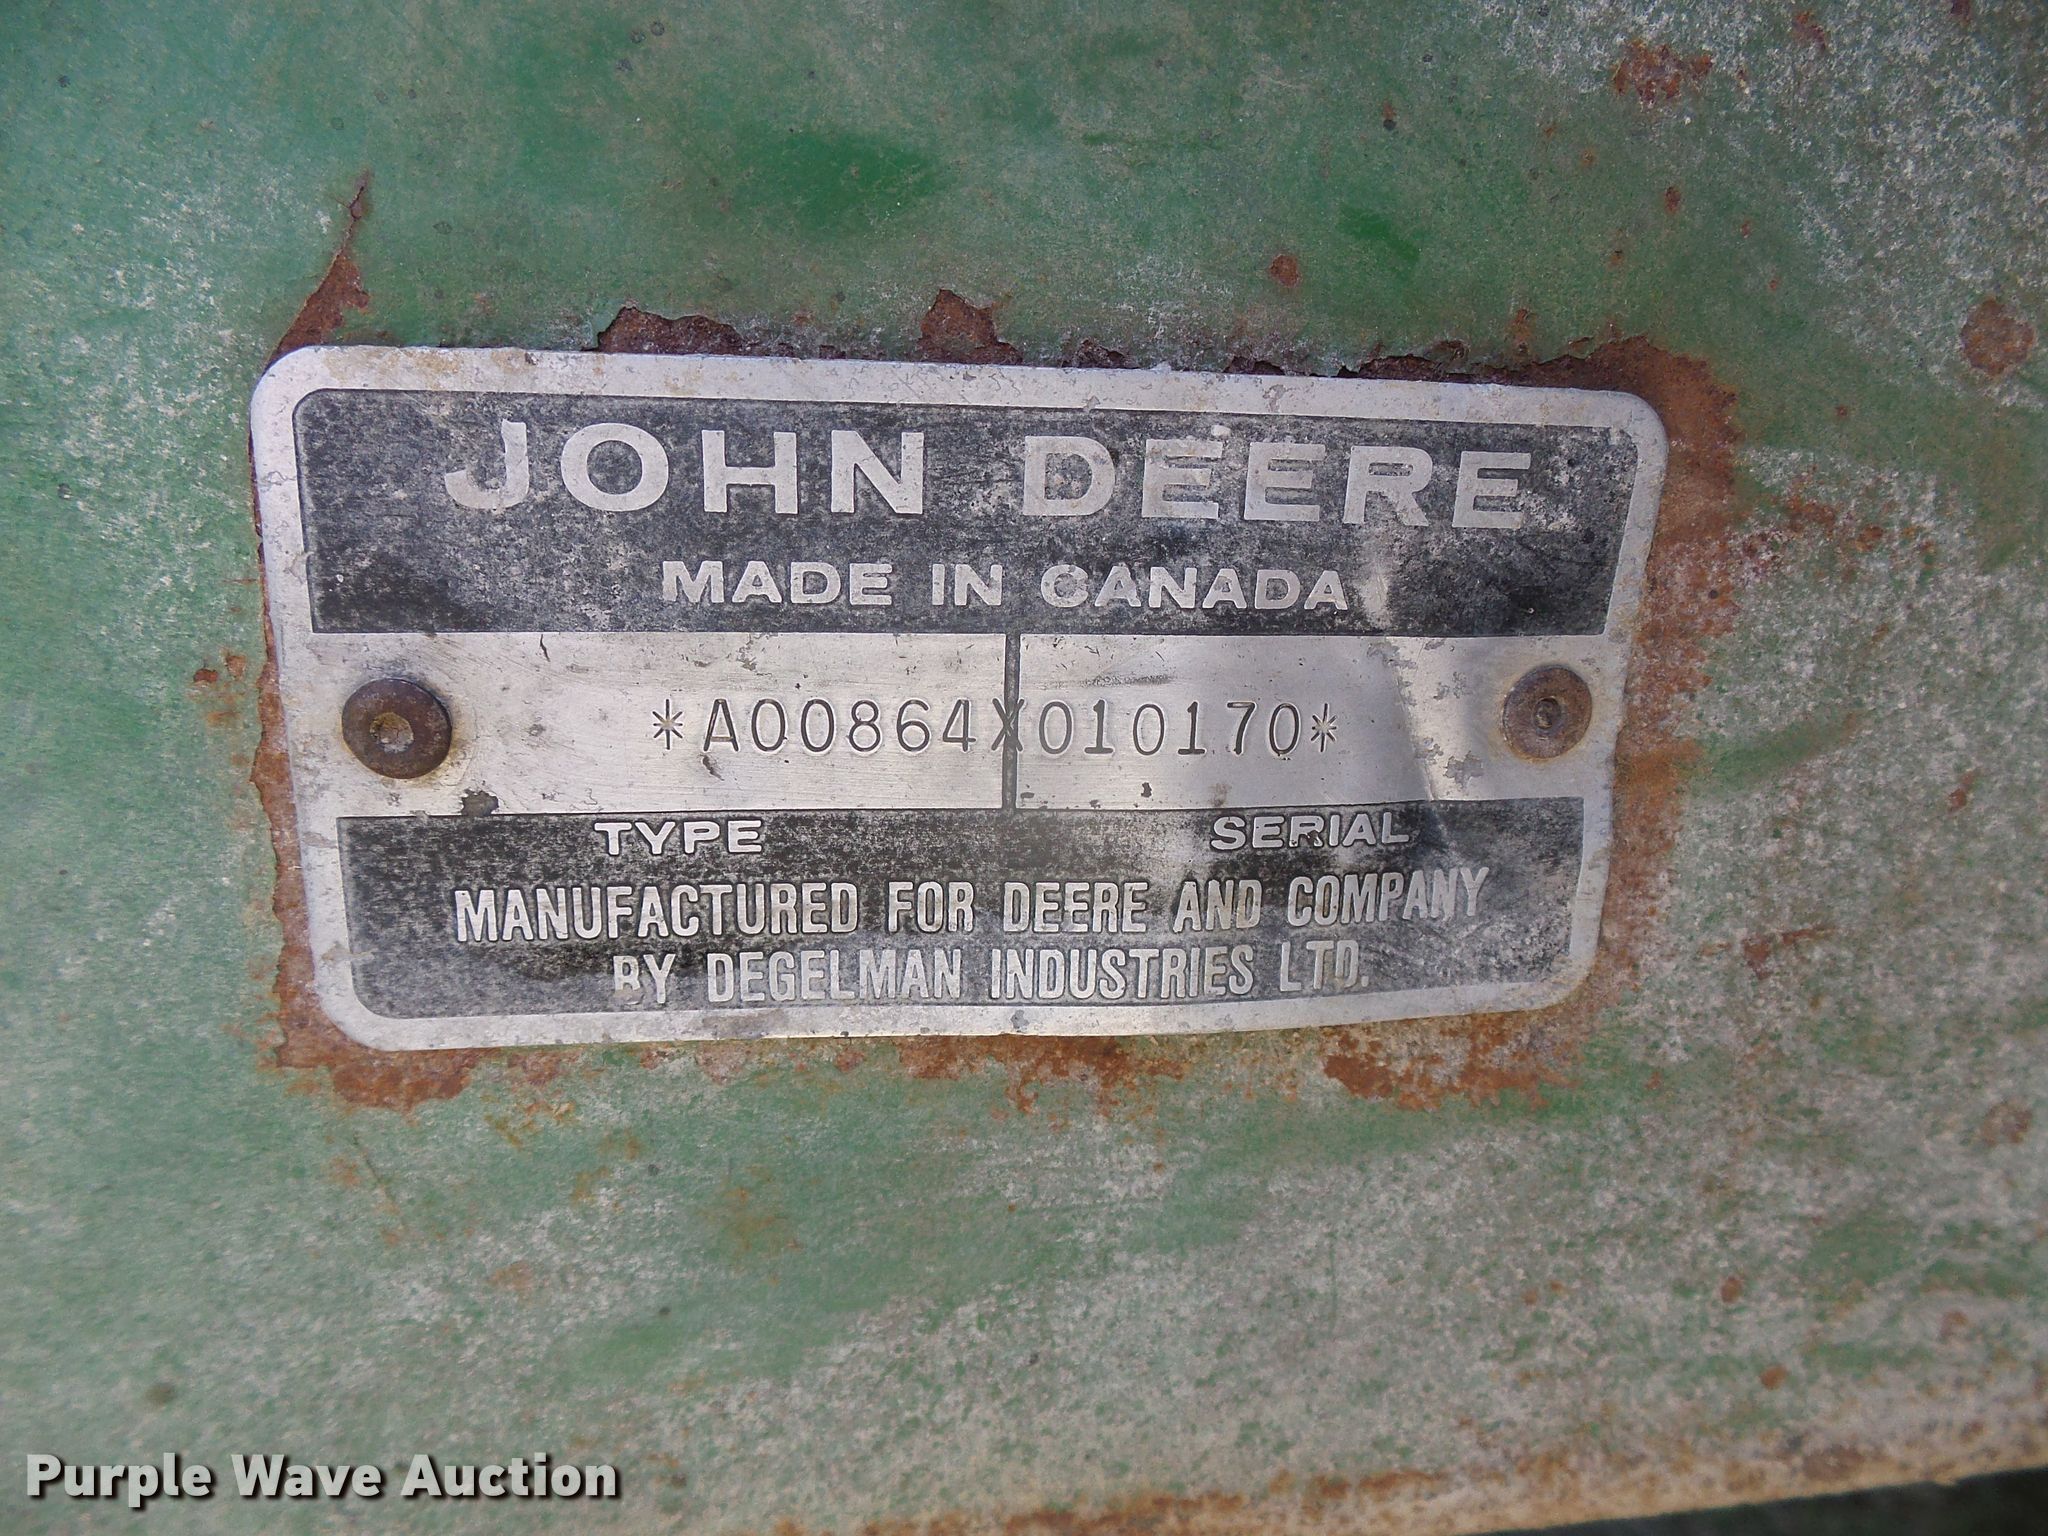 JOHN DEERE
MADE IN CANADA
*A00864X010170*
TYPE SERIAL
MANUFACTURED FOR DEERE AND COMPANY
BY DEGELMAN INDUSTRIES LTD.
Purple Wave Auction